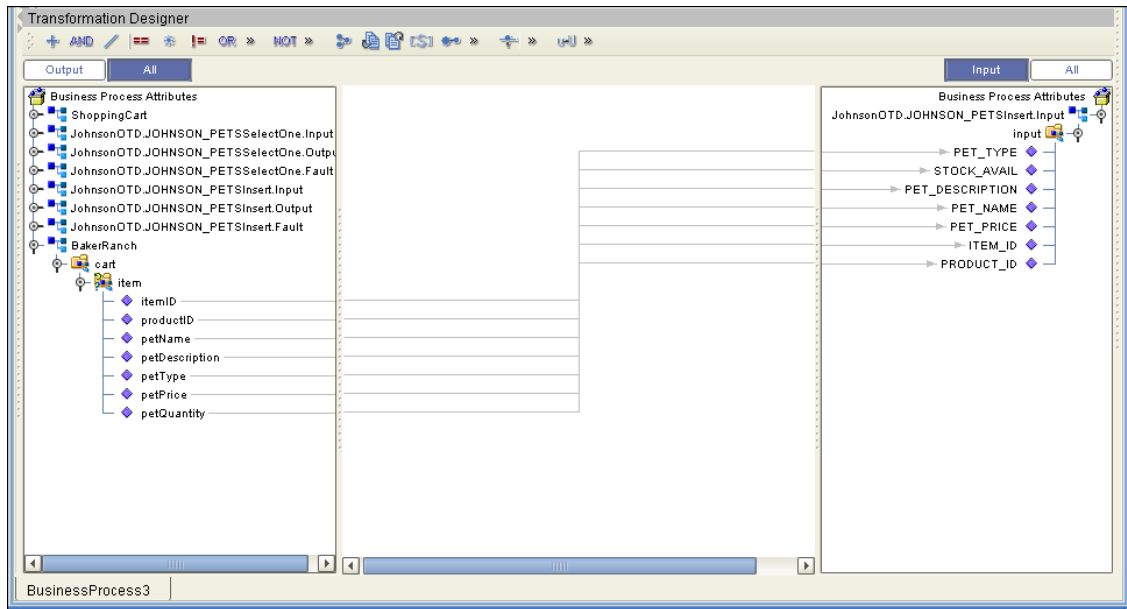 Transformation Designer
AND == != OR » NOT » » » »
Output All Input All
Business Process Attributes
ShoppingCart
JohnsonOTD.JOHNSON_PETSSelectOne.Input
JohnsonOTD.JOHNSON_PETSSelectOne.Outpu
JohnsonOTD.JOHNSON_PETSSelectOne.Fault
JohnsonOTD.JOHNSON_PETSInsert.Input
JohnsonOTD.JOHNSON_PETSInsert.Output
JohnsonOTD.JOHNSON_PETSInsert.Fault
BakerRanch
cart
item
itemID
productID
petName
petDescription
petType
petPrice
petQuantity
Business Process Attributes
JohnsonOTD.JOHNSON_PETSInsert.Input
input
PET_TYPE
STOCK_AVAIL
PET_DESCRIPTION
PET_NAME
PET_PRICE
ITEM_ID
PRODUCT_ID
BusinessProcess3